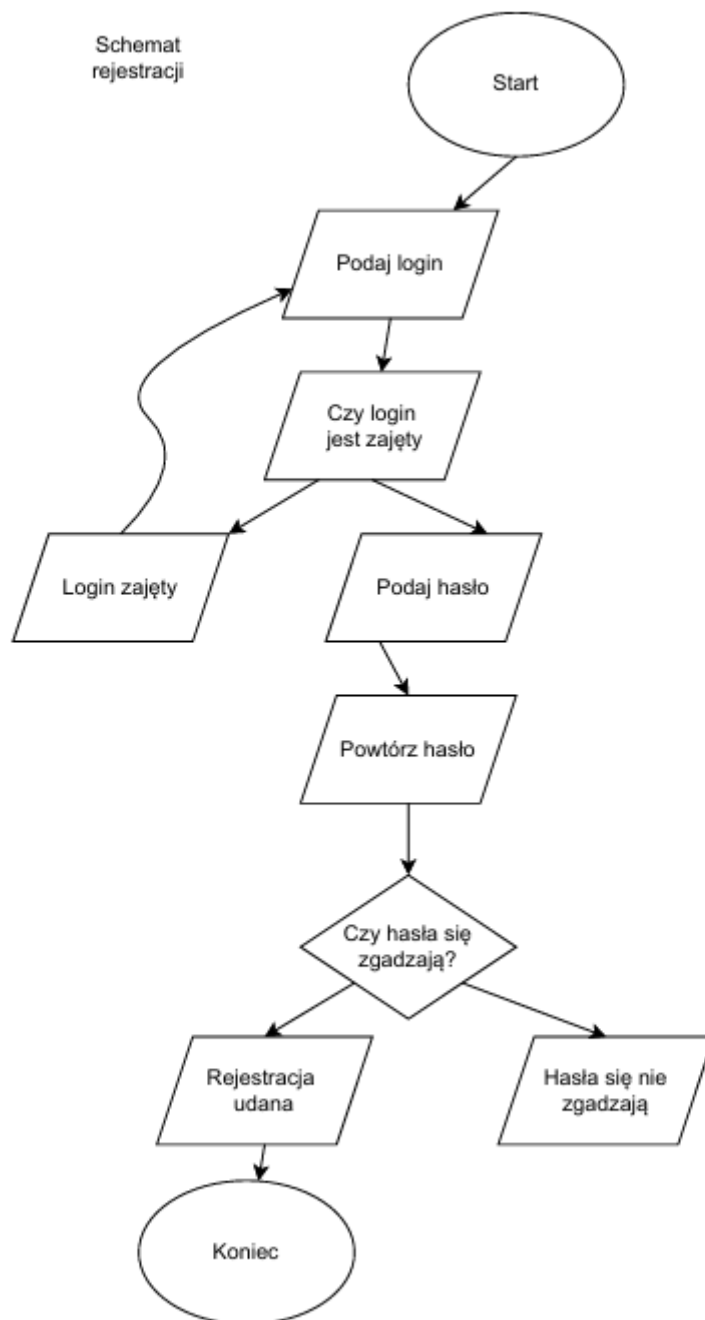 Schemat
rejestracji
Start
Podaj login
Czy login
jest zajęty
Login zajęty
Podaj hasło
Powtórz hasło
Czy hasła się
zgadzają?
Rejestracja
udana
Hasła się nie
zgadzają
Koniec